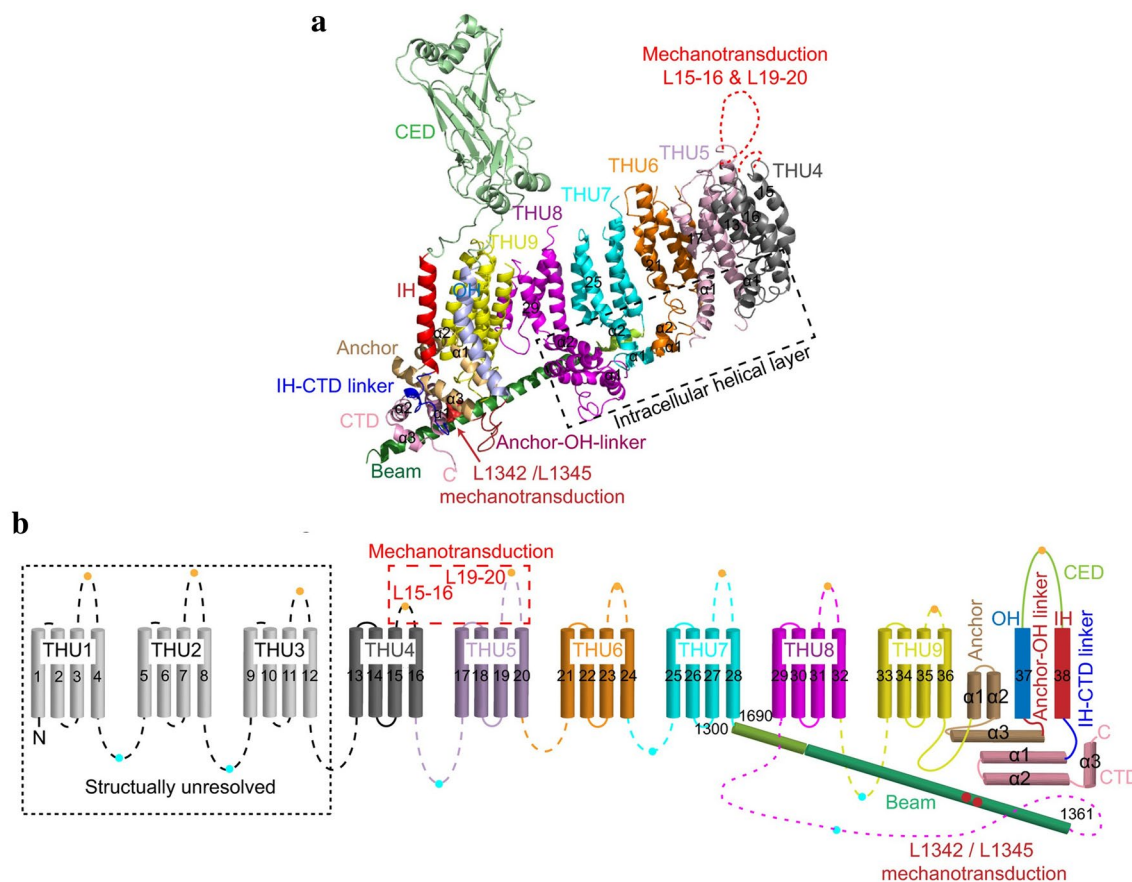 a
Mechanotransduction
L15-16 & L19-20
CED
THU5
THU6
THU4
THU7
15
THU8
16
13
17
THU9
21
IH
OH
25
α1
29
α1
α2
α2
α2
Anchor
α1
α2
α1
α1
IH-CTD linker
α3
α1
α2
α1
Intracellular helical layer
CTD
α3
Anchor-OH-linker
Beam
C
L1342 /L1345
mechanotransduction
b
Mechanotransduction
L19-20
L15-16
CED
Anchor
OH
Anchor-OH linker
IH
IH-CTD linker
THU1
THU2
THU3
THU4
THU5
THU6
THU7
THU8
THU9
1 2 3 4 5 6 7 8 9 10 11 12 13 14 15 16 17 18 19 20 21 22 23 24 25 26 27 28 29 30 31 32 33 34 35 36 37 38
α1 α2
N
1690
1300
α3
C
α1
α3
α2
CTD
Structually unresolved
Beam
1361
L1342 / L1345
mechanotransduction